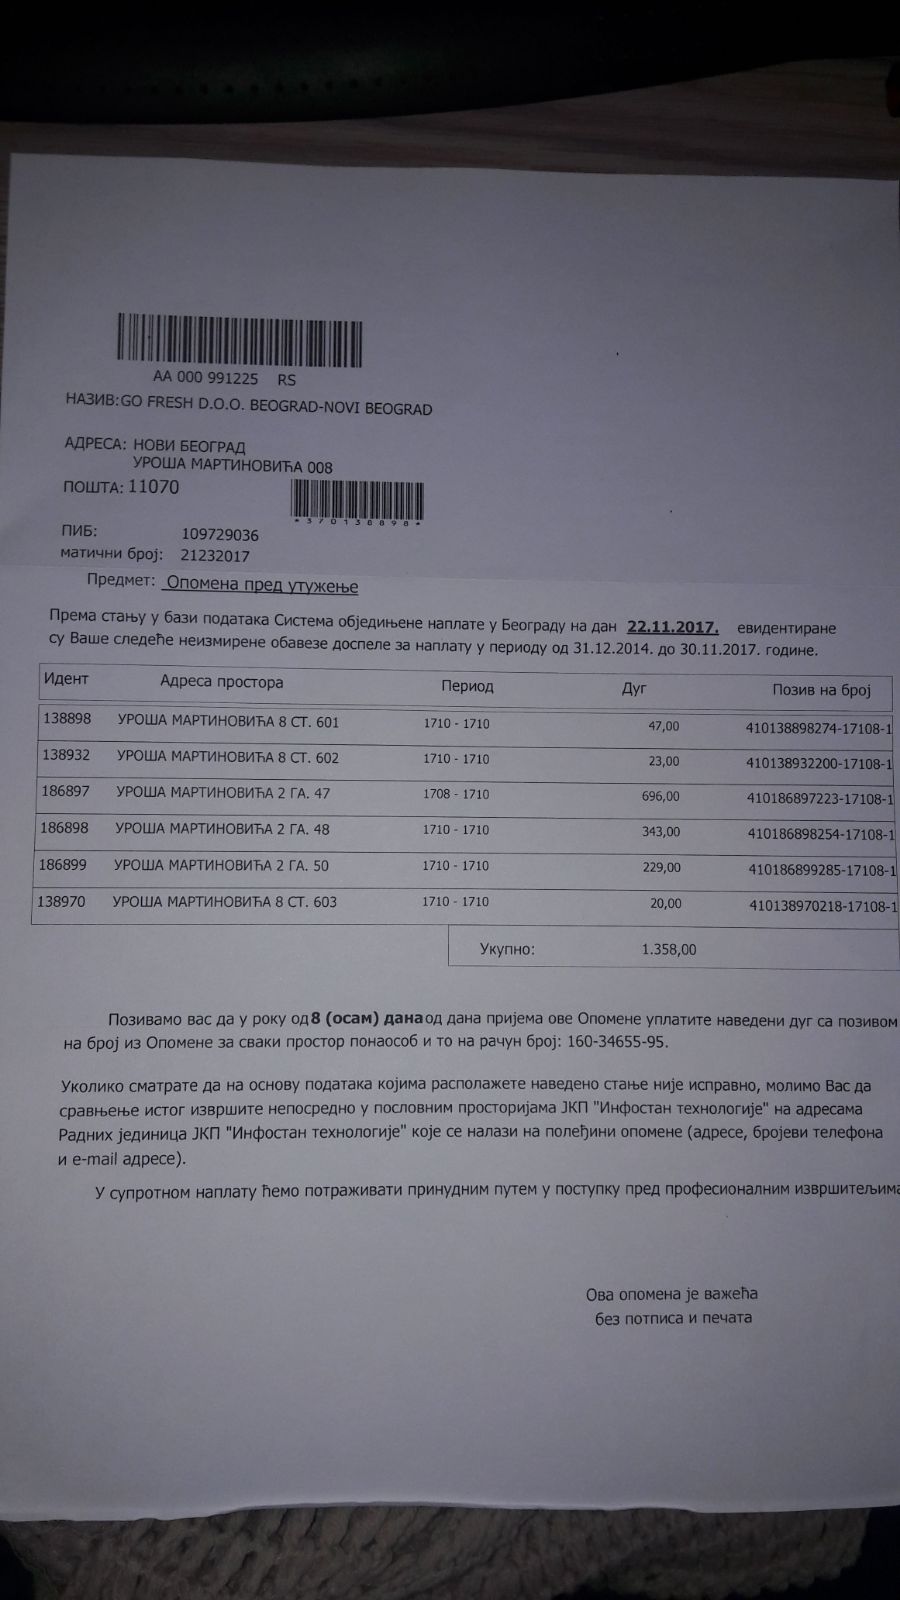 AA 000 991225 RS
НАЗИВ:GO FRESH D.O.O. BEOGRAD-NOVI BEOGRAD
АДРЕСА: НОВИ БЕОГРАД
УРОША МАРТИНОВИЋА 008
ПОШТА: 11070
*370138898*
ПИБ: 109729036
матични број: 21232017
Предмет: Опомена пред утужење
Према стању у бази података Система обједињене наплате у Београду на дан 22.11.2017. евидентиране
су Ваше следеће неизмирене обавезе доспеле за наплату у периоду од 31.12.2014. до 30.11.2017. године.
Идент Адреса простора Период Дуг Позив на број
138898 УРОША МАРТИНОВИЋА 8 СТ. 601 1710 - 1710 47,00 410138898274-17108-1
138932 УРОША МАРТИНОВИЋА 8 СТ. 602 1710 - 1710 23,00 410138932200-17108-1
186897 УРОША МАРТИНОВИЋА 2 ГА. 47 1708 - 1710 696,00 410186897223-17108-1
186898 УРОША МАРТИНОВИЋА 2 ГА. 48 1710 - 1710 343,00 410186898254-17108-1
186899 УРОША МАРТИНОВИЋА 2 ГА. 50 1710 - 1710 229,00 410186899285-17108-1
138970 УРОША МАРТИНОВИЋА 8 СТ. 603 1710 - 1710 20,00 410138970218-17108-1
Укупно: 1.358,00
Позивамо вас да у року од 8 (осам) дана од дана пријема ове Опомене уплатите наведени дуг са позивом
на број из Опомене за сваки простор понаособ и то на рачун број: 160-34655-95.
Уколико сматрате да на основу података којима располажете наведено стање није исправно, молимо Вас да
сравњење истог извршите непосредно у пословним просторијама ЈКП "Инфостан технологије" на адресама
Радних јединица ЈКП "Инфостан технологије" које се налази на полеђини опомене (адресе, бројеви телефона
и e-mail адресе).
У супротном наплату ћемо потраживати принудним путем у поступку пред професионалним извршитељима
Ова опомена је важећа
без потписа и печата